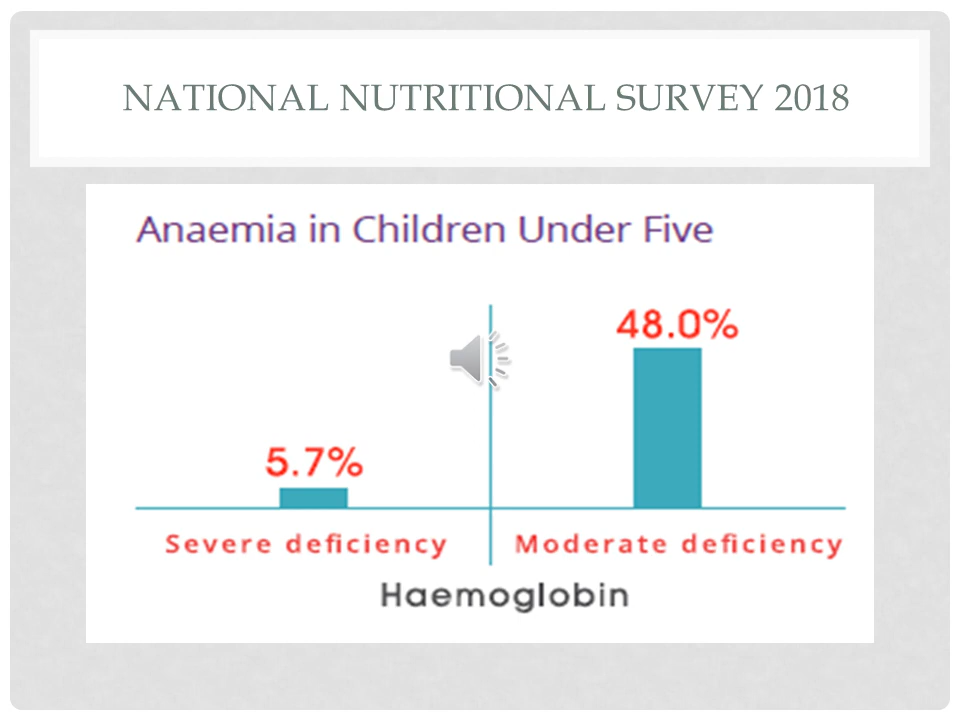 NATIONAL NUTRITIONAL SURVEY 2018
Anaemia in Children Under Five
48.0%
5.7%
Severe deficiency
Moderate deficiency
Haemoglobin